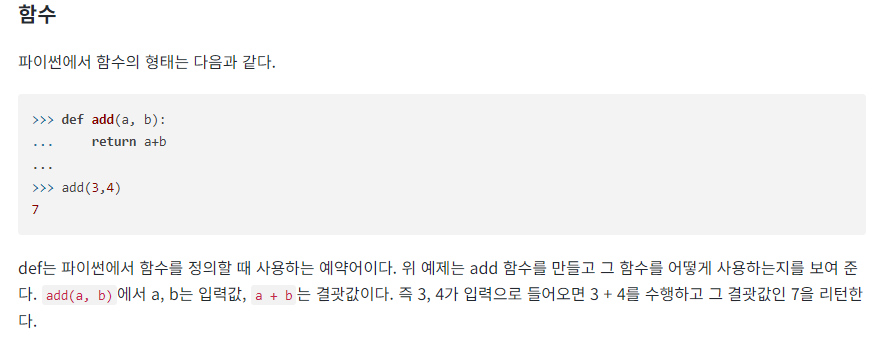 함수
파이썬에서 함수의 형태는 다음과 같다.
>>> def add(a, b):
...     return a+b
...
>>> add(3,4)
7
def는 파이썬에서 함수를 정의할 때 사용하는 예약어이다. 위 예제는 add 함수를 만들고 그 함수를 어떻게 사용하는지를 보여 준
다. add(a, b)에서 a, b는 입력값, a + b는 결괏값이다. 즉 3, 4가 입력으로 들어오면 3 + 4를 수행하고 그 결괏값인 7을 리턴한
다.